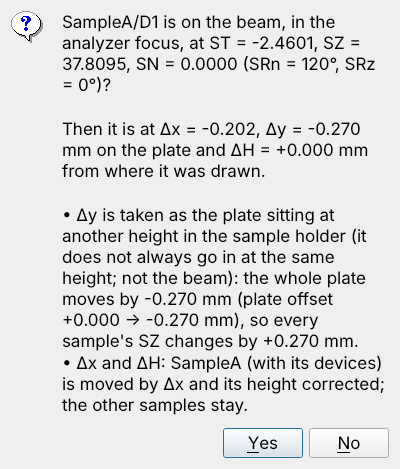 SampleA/D1 is on the beam, in the
analyzer focus, at ST = -2.4601, SZ =
37.8095, SN = 0.0000 (SRn = 120°, SRz
= 0°)?
Then it is at Δx = -0.202, Δy = -0.270
mm on the plate and ΔH = +0.000 mm
from where it was drawn.
• Δy is taken as the plate sitting at
another height in the sample holder (it
does not always go in at the same
height; not the beam): the whole plate
moves by -0.270 mm (plate offset
+0.000 → -0.270 mm), so every
sample's SZ changes by +0.270 mm.
• Δx and ΔH: SampleA (with its devices)
is moved by Δx and its height corrected;
the other samples stay.
Yes No